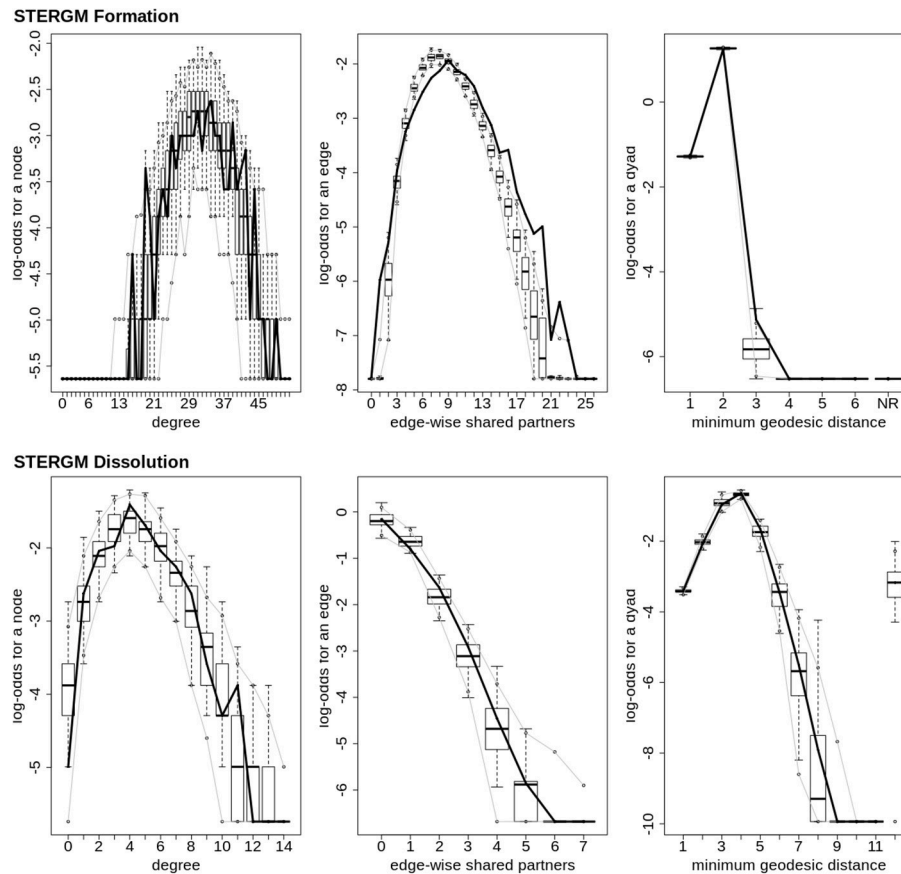 STERGM Formation
log-odds for a node
-2.0
-2.5
-3.0
-3.5
-4.0
-4.5
-5.0
-5.5
0 6 13 21 29 37 45
degree
log-odds for an edge
-2
-3
-4
-5
-6
-7
-8
0 3 6 9 13 17 21 25
edge-wise shared partners
log-odds for a dyad
0
-2
-4
-6
1 2 3 4 5 6 NR
minimum geodesic distance
STERGM Dissolution
log-odds for a node
-2
-3
-4
-5
0 2 4 6 8 10 12 14
degree
log-odds for an edge
0
-1
-2
-3
-4
-5
-6
0 1 2 3 4 5 6 7
edge-wise shared partners
log-odds for a dyad
-2
-4
-6
-8
-10
1 3 5 7 9 11
minimum geodesic distance